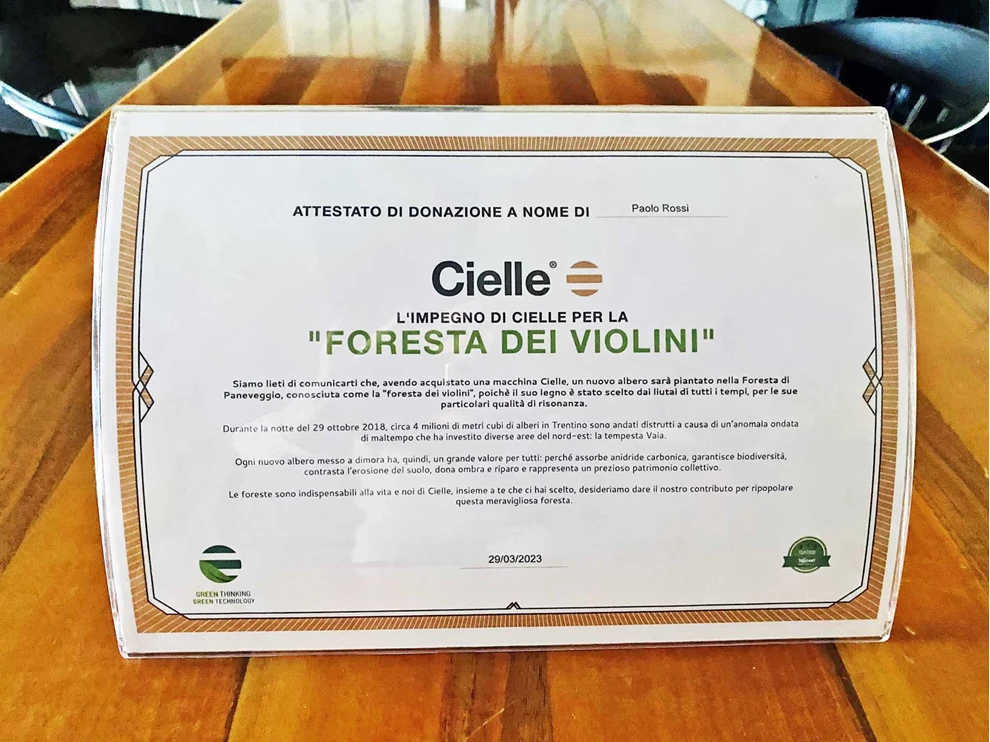 ATTESTATO DI DONAZIONE A NOME DI Paolo Rossi
Cielle®
L'IMPEGNO DI CIELLE PER LA
"FORESTA DEI VIOLINI"
Siamo lieti di comunicarti che, avendo acquistato una macchina Cielle, un nuovo albero sarà piantato nella Foresta di
Paneveggio, conosciuta come la "foresta dei violini", poichè il suo legno è stato scelto dai liutai di tutti i tempi, per le sue
particolari qualità di risonanza.
Durante la notte del 29 ottobre 2018, circa 4 milioni di metri cubi di alberi in Trentino sono andati distrutti a causa di un'anomala ondata
di maltempo che ha investito diverse aree del nord-est: la tempesta Vaia.
Ogni nuovo albero messo a dimora ha, quindi, un grande valore per tutti: perché assorbe anidride carbonica, garantisce biodiversità,
contrasta l'erosione del suolo, dona ombra e riparo e rappresenta un prezioso patrimonio collettivo.
Le foreste sono indispensabili alla vita e noi di Cielle, insieme a te che ci hai scelto, desideriamo dare il nostro contributo per ripopolare
questa meravigliosa foresta.
29/03/2023
GREEN THINKING
GREEN TECHNOLOGY